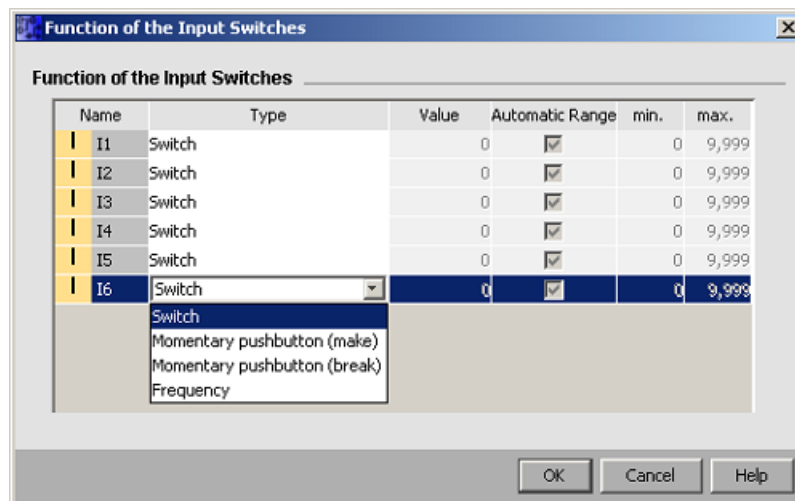 Function of the Input Switches
Function of the Input Switches
Name Type Value Automatic Range min. max.
I I1 Switch 0 0 9,999
I I2 Switch 0 0 9,999
I I3 Switch 0 0 9,999
I I4 Switch 0 0 9,999
I I5 Switch 0 0 9,999
I I6 Switch 0 0 9,999
Switch
Momentary pushbutton (make)
Momentary pushbutton (break)
Frequency
OK Cancel Help